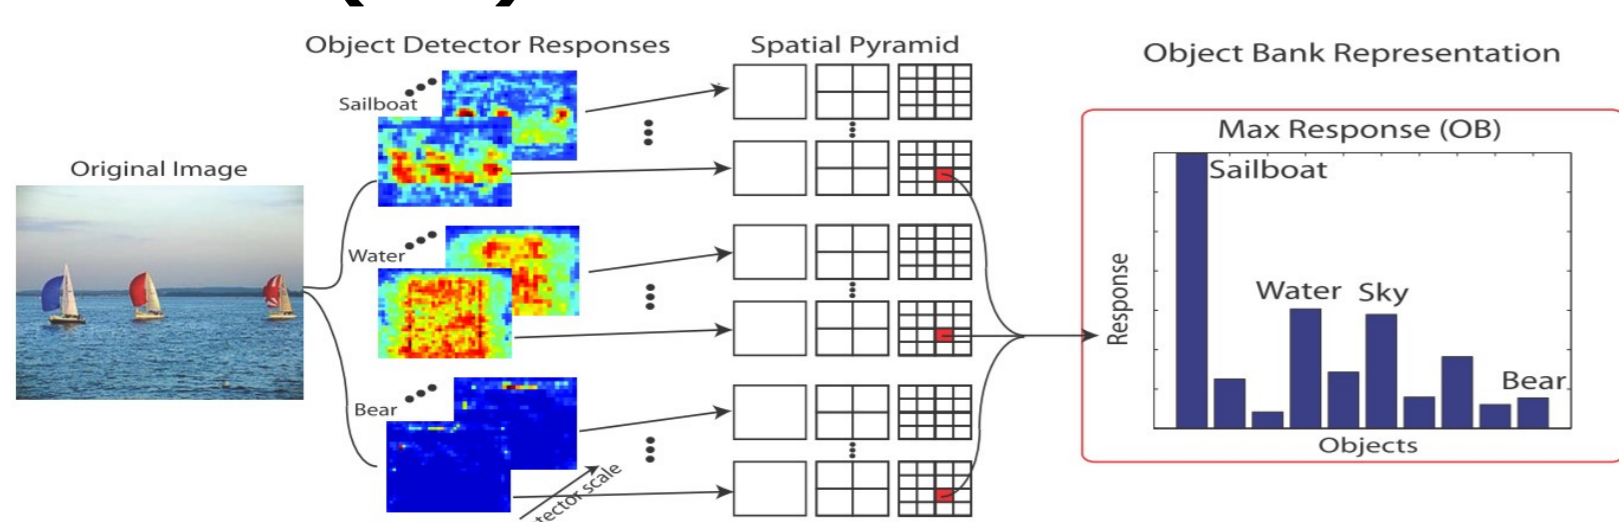 Object Detector Responses
Spatial Pyramid
Object Bank Representation
Sailboat
Max Response (OB)
Original Image
Sailboat
Water
Water Sky
Response
Bear
Bear
Objects
scale